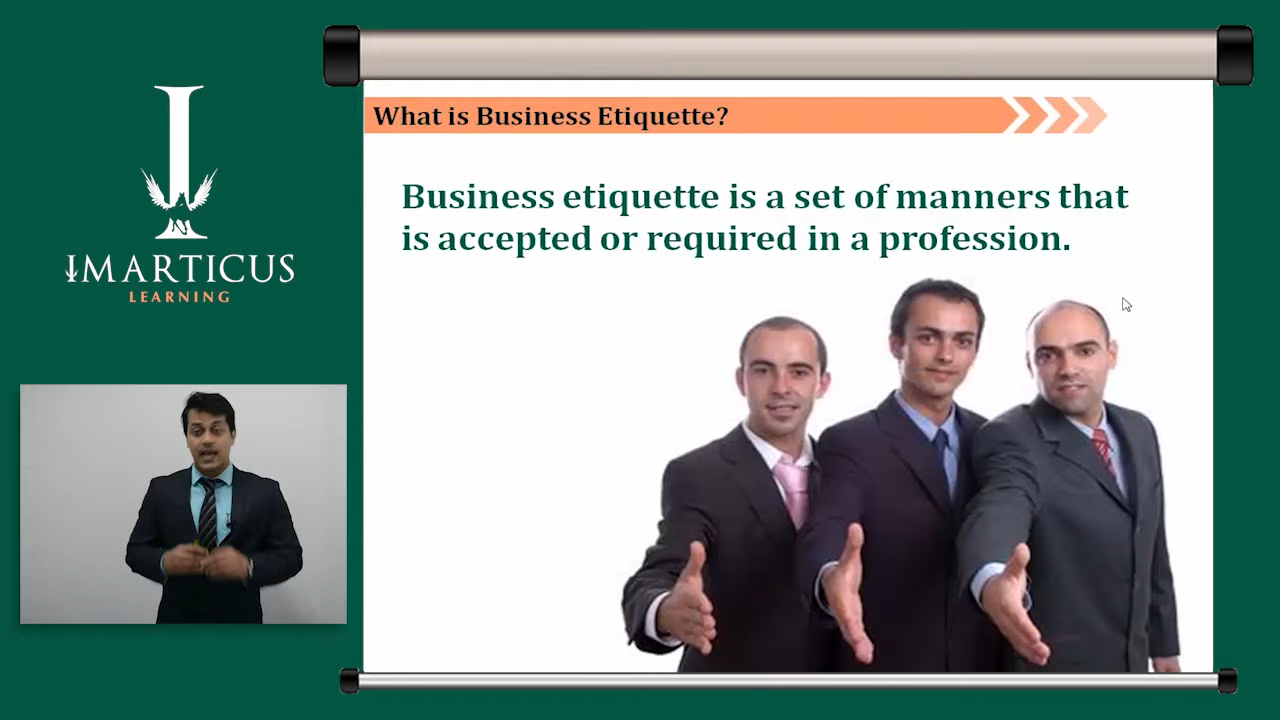 IMARTICUS
LEARNING
What is Business Etiquette?
Business etiquette is a set of manners that
is accepted or required in a profession.